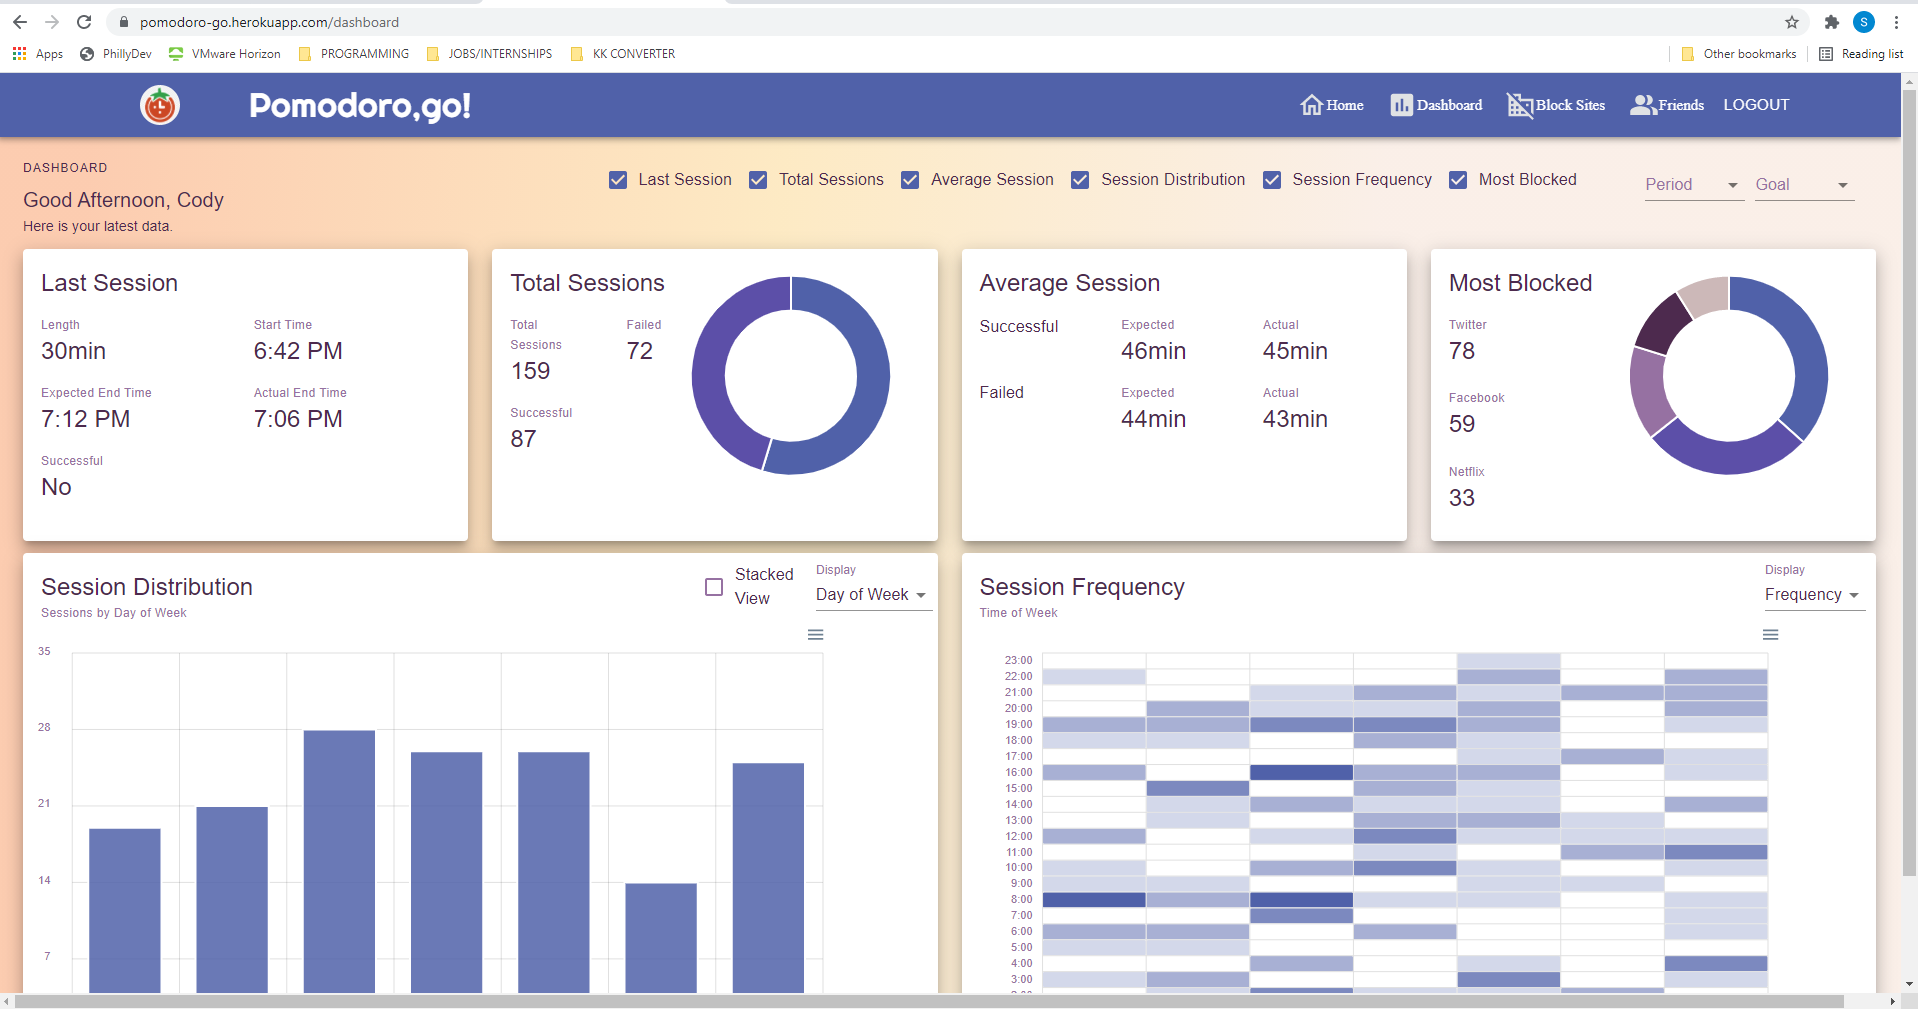 pomodoro-go.herokuapp.com/dashboard
S
Apps PhillyDev VMware Horizon PROGRAMMING JOBS/INTERNSHIPS KK CONVERTER Other bookmarks Reading list
Pomodoro,go! Home Dashboard Block Sites Friends LOGOUT
DASHBOARD
Good Afternoon, Cody
Here is your latest data.
Last Session Total Sessions Average Session Session Distribution Session Frequency Most Blocked Period Goal
Last Session
Length Start Time
30min 6:42 PM
Expected End Time Actual End Time
7:12 PM 7:06 PM
Successful
No
Total Sessions
Total Failed
Sessions 72
159
Successful
87
Average Session
Successful Expected Actual
46min 45min
Failed Expected Actual
44min 43min
Most Blocked
Twitter
78
Facebook
59
Netflix
33
Session Distribution
Sessions by Day of Week
Stacked
View
Display
Day of Week
35
28
21
14
7
Session Frequency
Time of Week
Display
Frequency
23:00
22:00
21:00
20:00
19:00
18:00
17:00
16:00
15:00
14:00
13:00
12:00
11:00
10:00
9:00
8:00
7:00
6:00
5:00
4:00
3:00